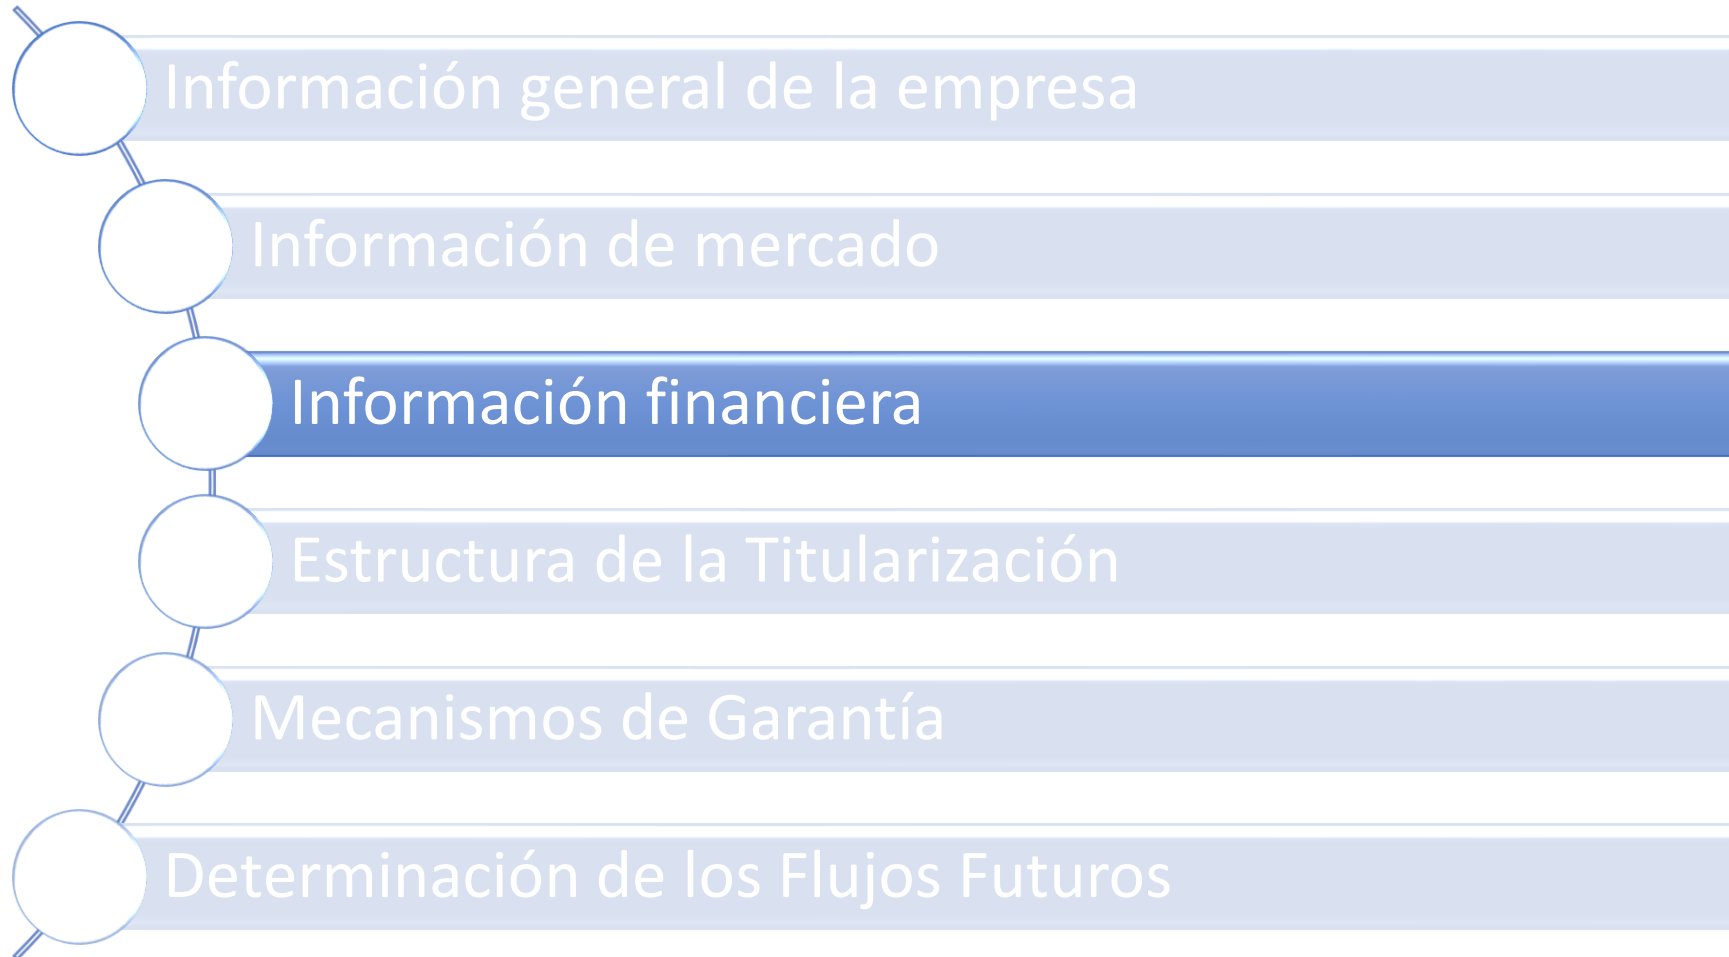 Información general de la empresa
Información de mercado
Información financiera
Estructura de la Titularización
Mecanismos de Garantía
Determinación de los Flujos Futuros